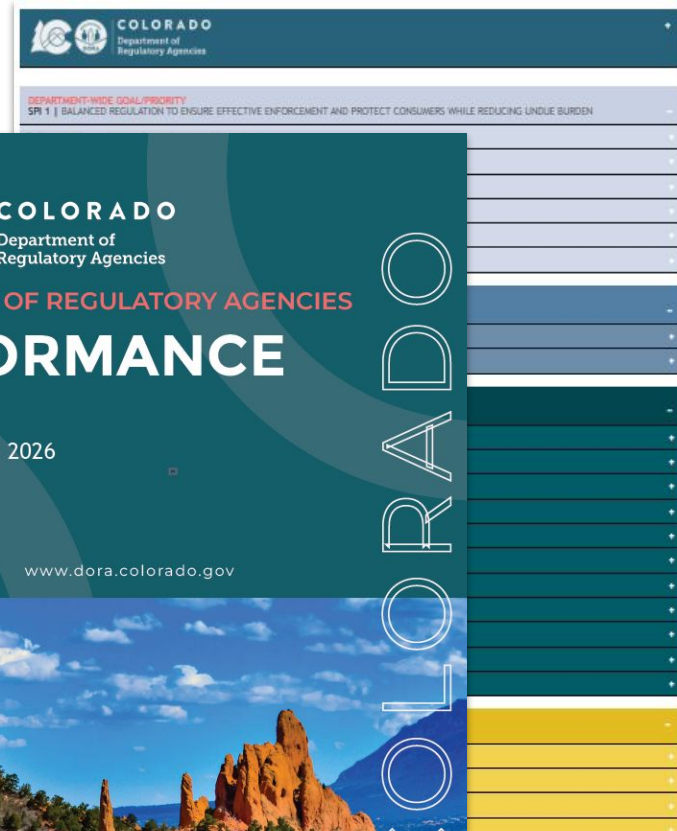 COLORADO
Department of
Regulatory Agencies
DEPARTMENT-WIDE GOAL/PRIORITY
SPI 1 | BALANCED REGULATION TO ENSURE EFFECTIVE ENFORCEMENT AND PROTECT CONSUMERS WHILE REDUCING UNDUE BURDEN
COLORADO
Department of
Regulatory Agencies
OF REGULATORY AGENCIES
ORMANCE
2026
www.dora.colorado.gov
OLORADO